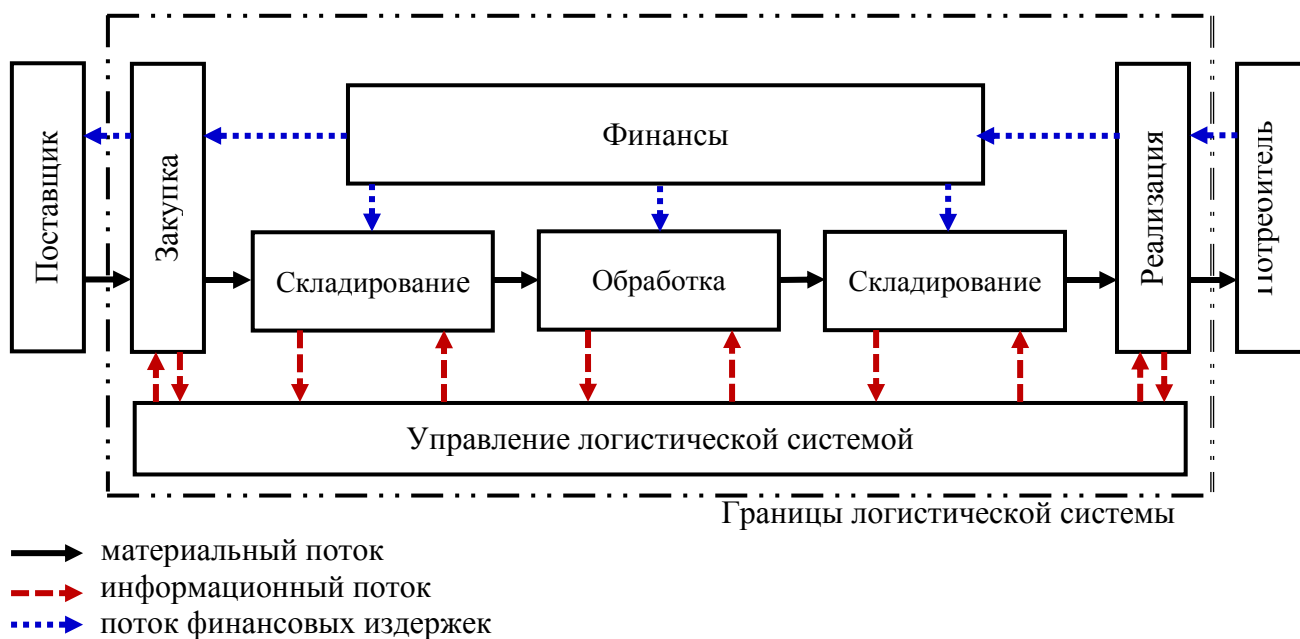 Поставщик
Закупка
Финансы
Складирование
Обработка
Складирование
Реализация
Потребитель
Управление логистической системой
Границы логистической системы
материальный поток
информационный поток
поток финансовых издержек